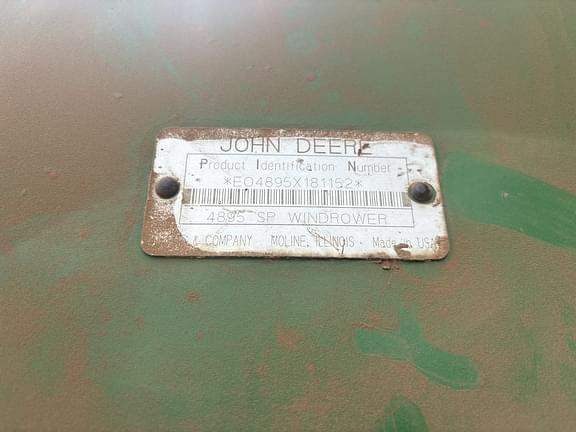 JOHN DEERE
Product Identification Number
*E04895X181152*
4895 SP WINDROWER
& COMPANY MOLINE, ILLINOIS Made in USA